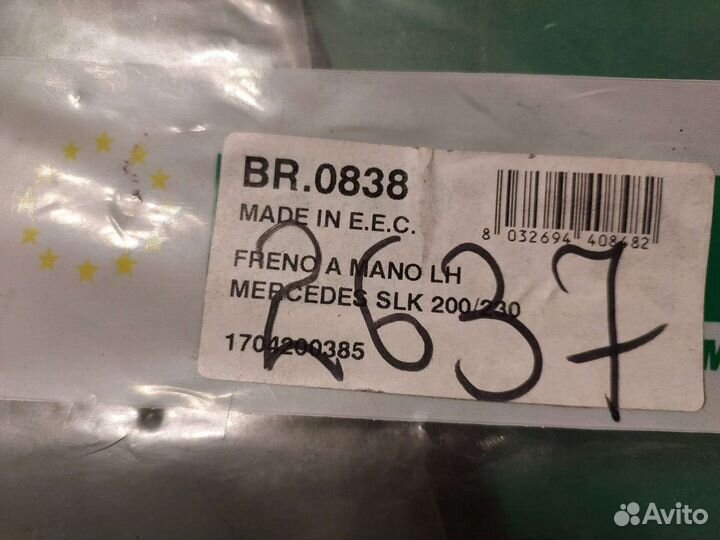 BR.0838
MADE IN E.E.C.
8 032694 408482
FRENO A MANO LH
MERCEDES SLK 200/230
1704200385
2637
M
Avito